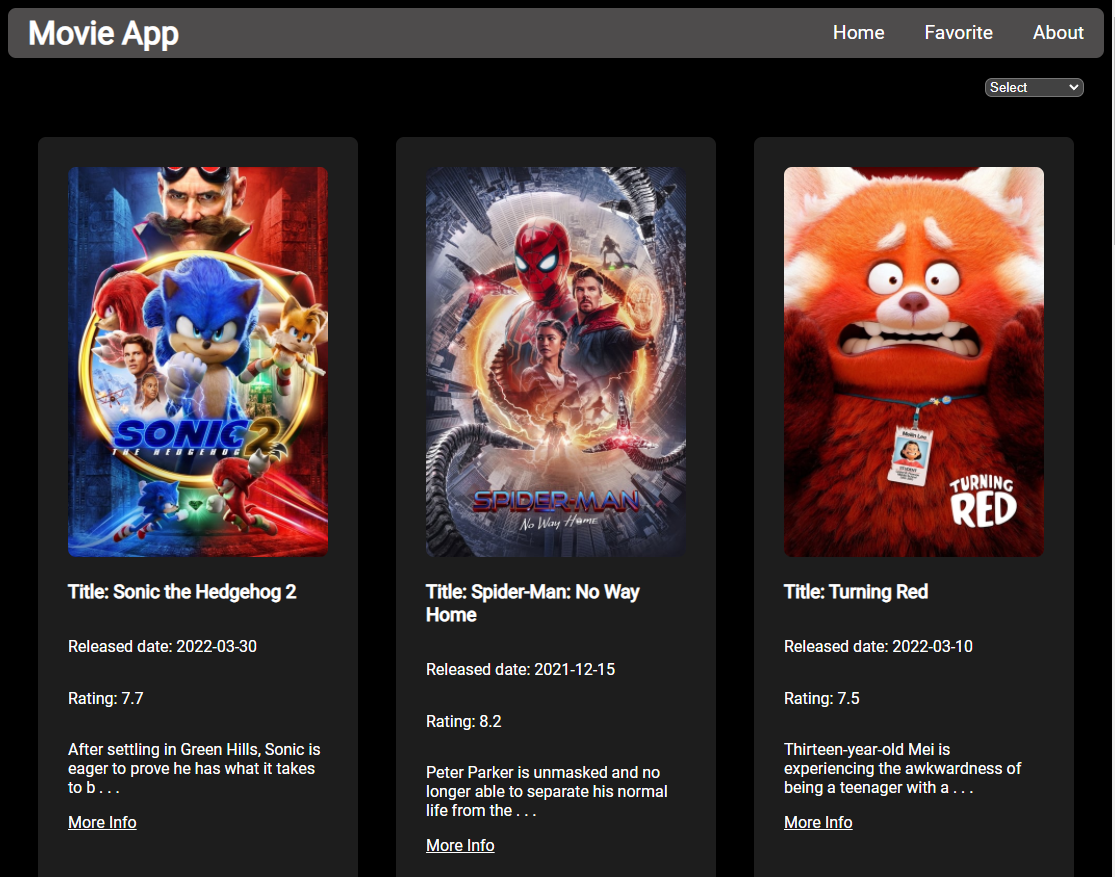 Movie App
Home Favorite About
Select
SONIC 2
THE HEDGEHOG
SPIDER-MAN
No Way Home
Meilin Lee
STUDENT
TURNING
RED
Title: Sonic the Hedgehog 2
Released date: 2022-03-30
Rating: 7.7
After settling in Green Hills, Sonic is
eager to prove he has what it takes
to b . . .
More Info
Title: Spider-Man: No Way
Home
Released date: 2021-12-15
Rating: 8.2
Peter Parker is unmasked and no
longer able to separate his normal
life from the . . .
More Info
Title: Turning Red
Released date: 2022-03-10
Rating: 7.5
Thirteen-year-old Mei is
experiencing the awkwardness of
being a teenager with a . . .
More Info